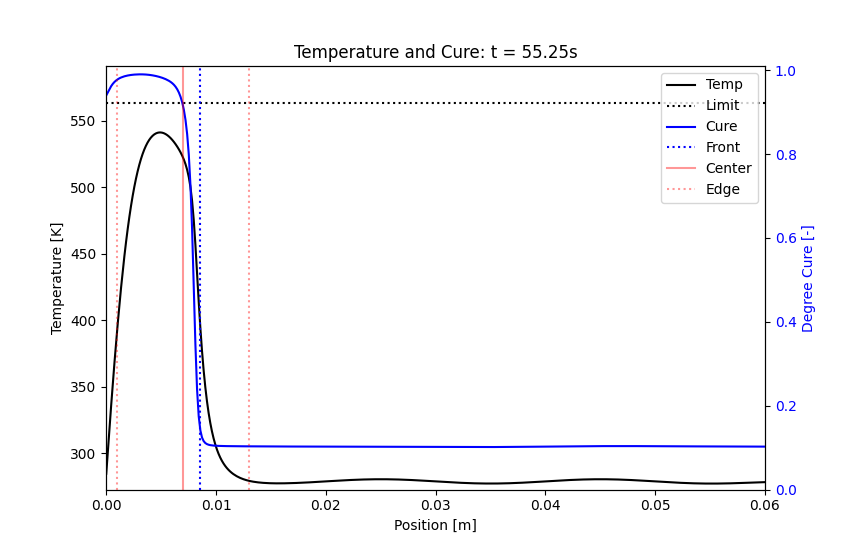 Temperature and Cure: t = 55.25s
Temp
Limit
Cure
Front
Center
Edge
Temperature [K]
550
500
450
400
350
300
Degree Cure [-]
1.0
0.8
0.6
0.4
0.2
0.0
0.00 0.01 0.02 0.03 0.04 0.05 0.06
Position [m]